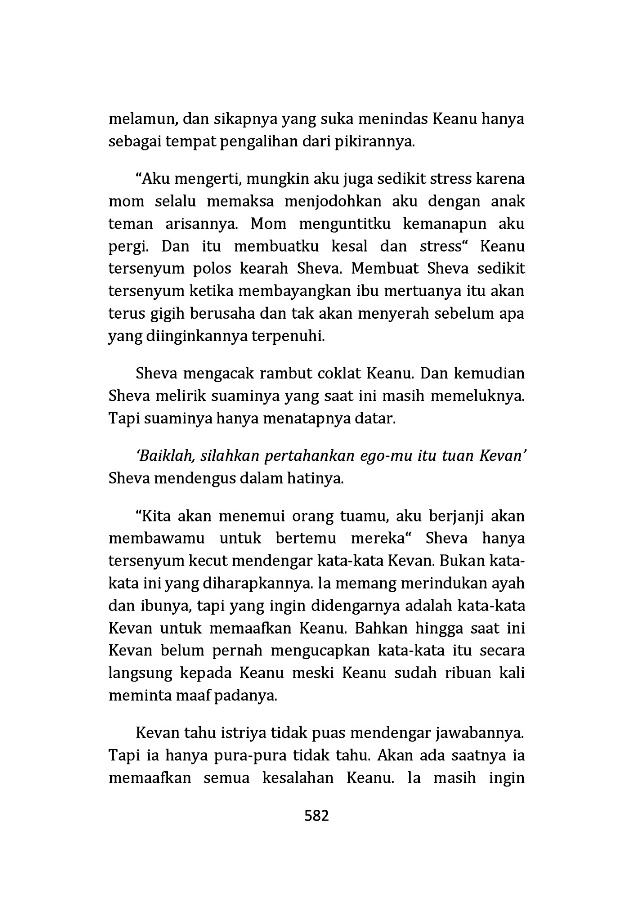 melamun, dan sikapnya yang suka menindas Keanu hanya
sebagai tempat pengalihan dari pikirannya.
“Aku mengerti, mungkin aku juga sedikit stress karena
mom selalu memaksa menjodohkan aku dengan anak
teman arisannya. Mom menguntitku kemanapun aku
pergi. Dan itu membuatku kesal dan stress“ Keanu
tersenyum polos kearah Sheva. Membuat Sheva sedikit
tersenyum ketika membayangkan ibu mertuanya itu akan
terus gigih berusaha dan tak akan menyerah sebelum apa
yang diinginkannya terpenuhi.
Sheva mengacak rambut coklat Keanu. Dan kemudian
Sheva melirik suaminya yang saat ini masih memeluknya.
Tapi suaminya hanya menatapnya datar.
‘Baiklah, silahkan pertahankan ego-mu itu tuan Kevan’
Sheva mendengus dalam hatinya.
“Kita akan menemui orang tuamu, aku berjanji akan
membawamu untuk bertemu mereka“ Sheva hanya
tersenyum kecut mendengar kata-kata Kevan. Bukan kata-
kata ini yang diharapkannya. Ia memang merindukan ayah
dan ibunya, tapi yang ingin didengarnya adalah kata-kata
Kevan untuk memaafkan Keanu. Bahkan hingga saat ini
Kevan belum pernah mengucapkan kata-kata itu secara
langsung kepada Keanu meski Keanu sudah ribuan kali
meminta maaf padanya.
Kevan tahu istriya tidak puas mendengar jawabannya.
Tapi ia hanya pura-pura tidak tahu. Akan ada saatnya ia
memaafkan semua kesalahan Keanu. Ia masih ingin
582